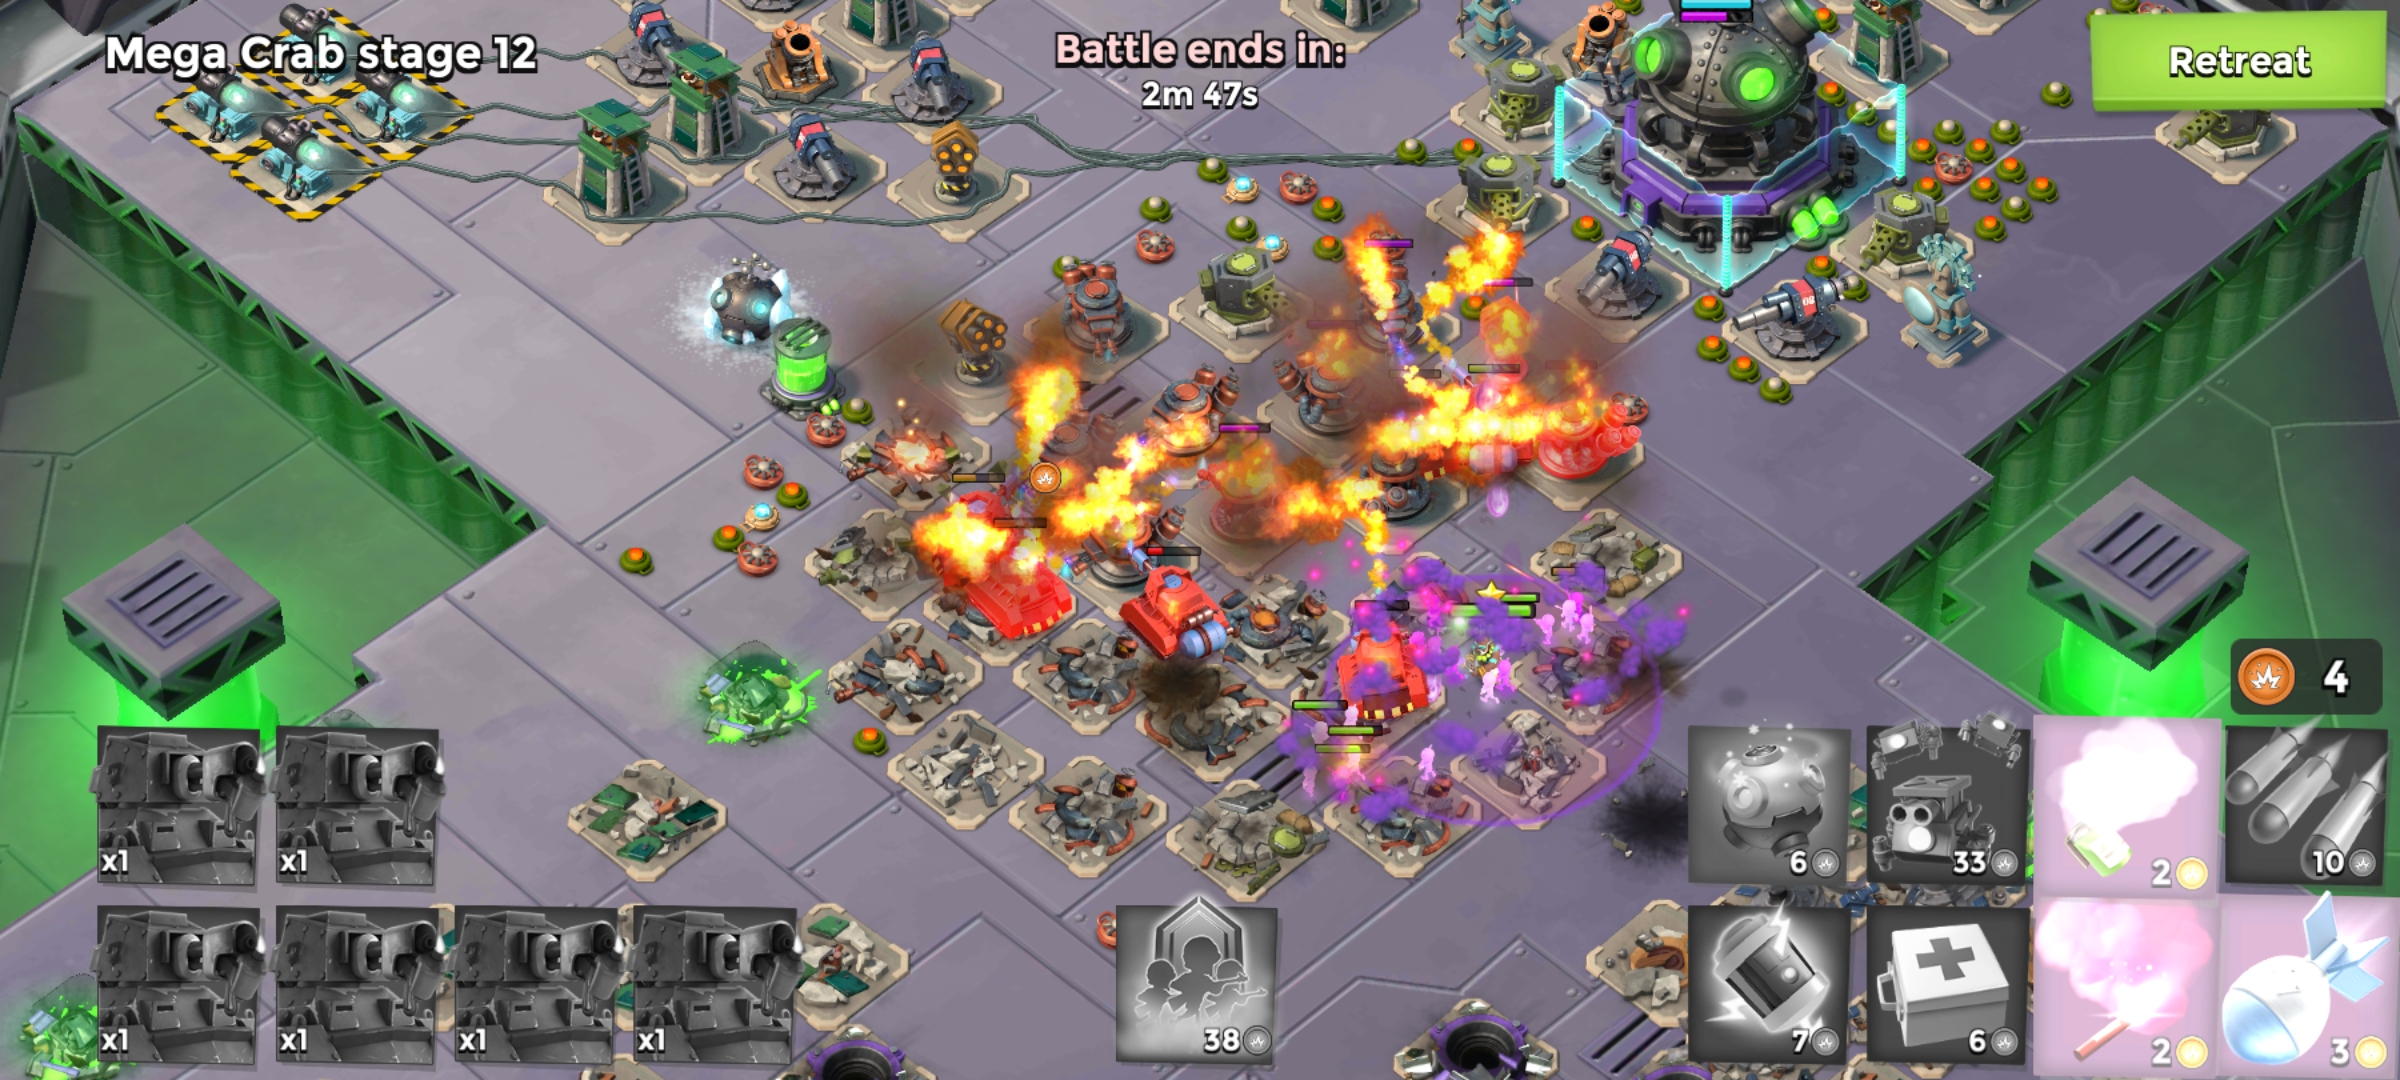 Mega Crab stage 12
Battle ends in:
2m 47s
Retreat
4
x1
x1
6
33
2
10
x1
x1
x1
x1
38
7
6
2
3